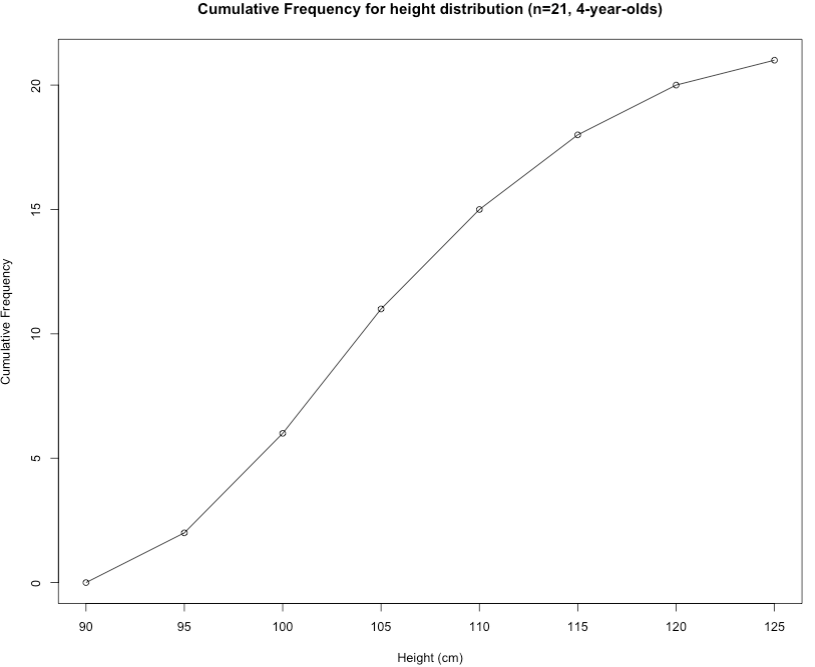 Cumulative Frequency for height distribution (n=21, 4-year-olds)
Cumulative Frequency
20
15
10
5
0
90 95 100 105 110 115 120 125
Height (cm)